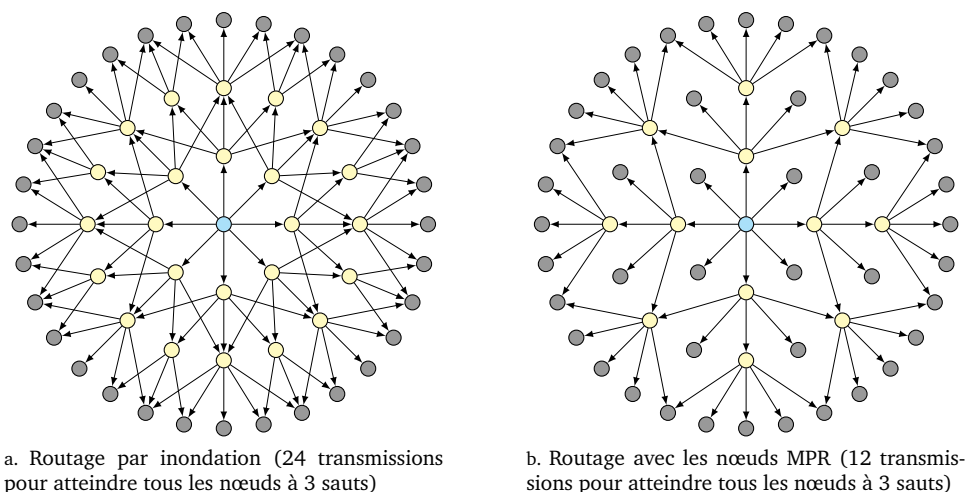 a. Routage par inondation (24 transmissions
pour atteindre tous les nœuds à 3 sauts)
b. Routage avec les nœuds MPR (12 transmis-
sions pour atteindre tous les nœuds à 3 sauts)